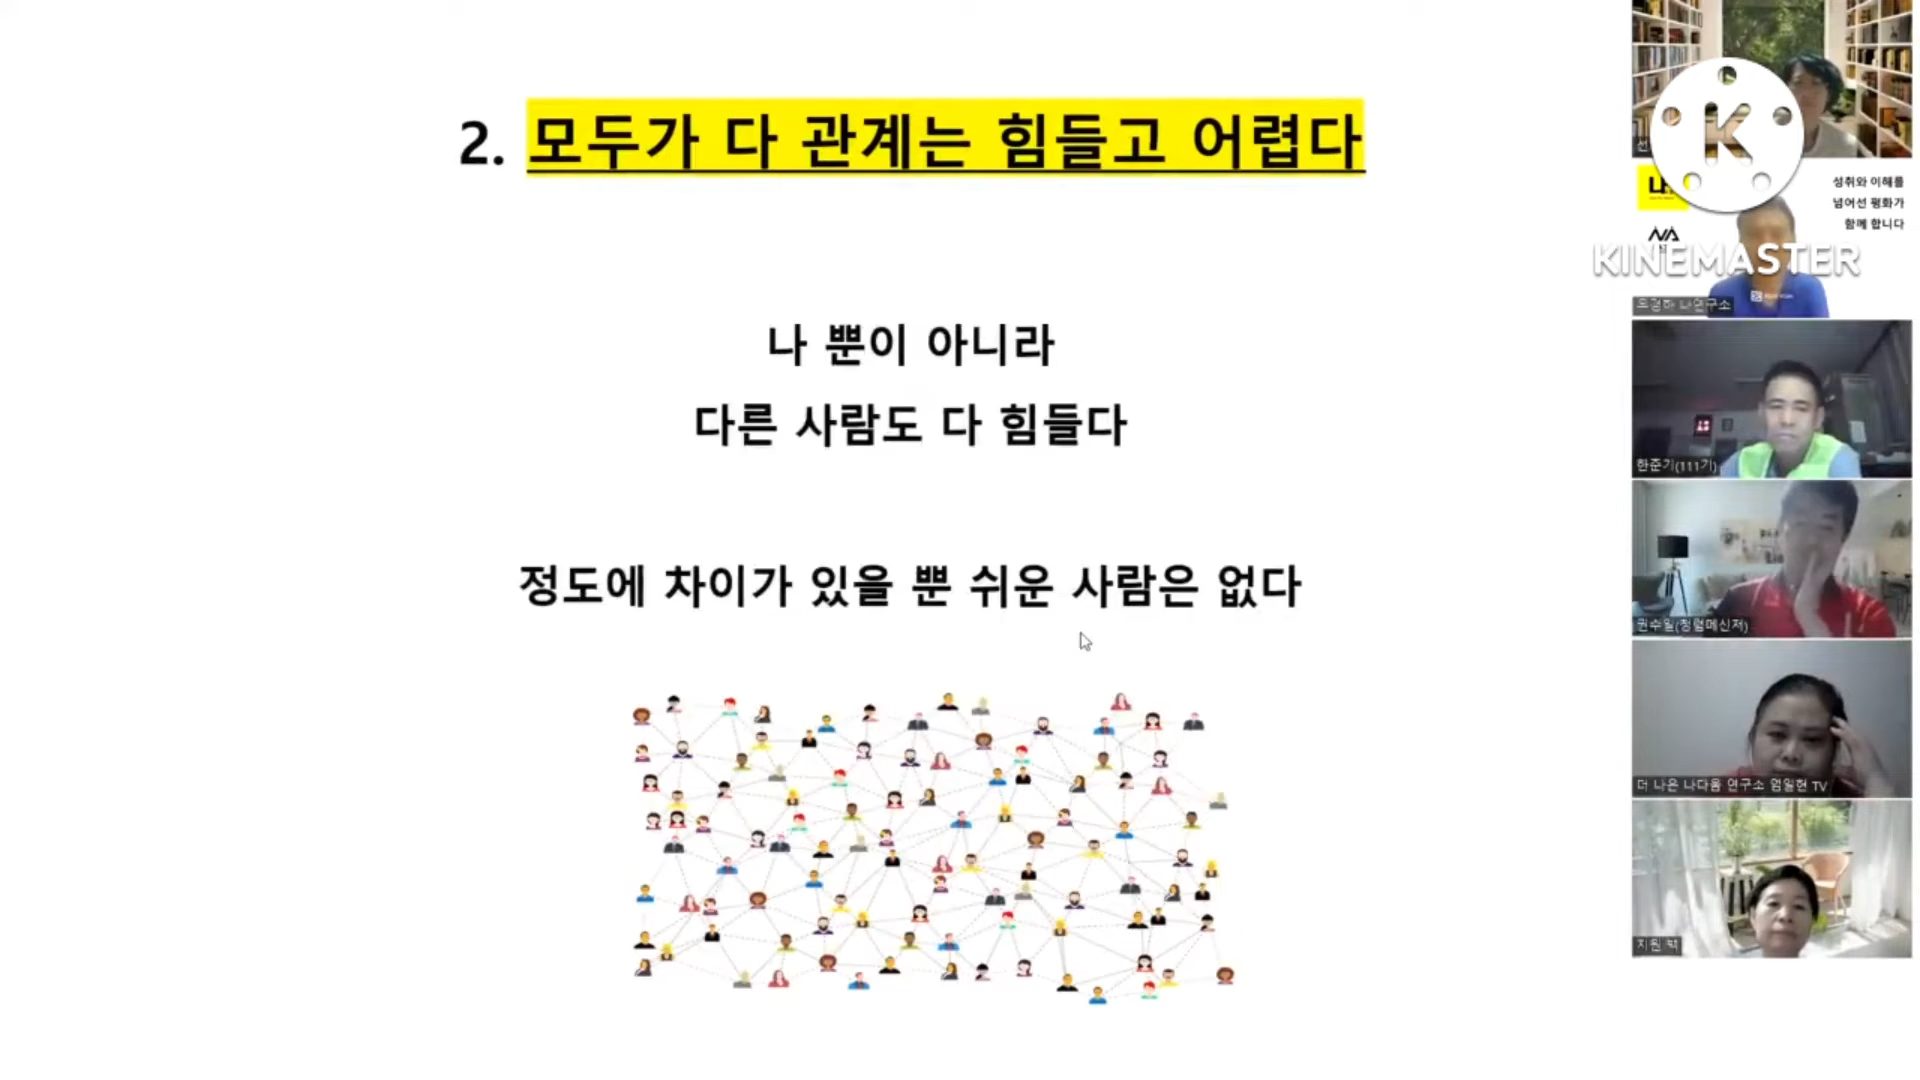 2. 모두가 다 관계는 힘들고 어렵다
나 뿐이 아니라
다른 사람도 다 힘들다
정도에 차이가 있을 뿐 쉬운 사람은 없다
KINEMASTER
성취와 이해를
넘어선 평화가
함께 합니다
한준기(111기)
권수일(청렴메신저)
더 나은 나다움 연구소 엄일현 TV
지원 백